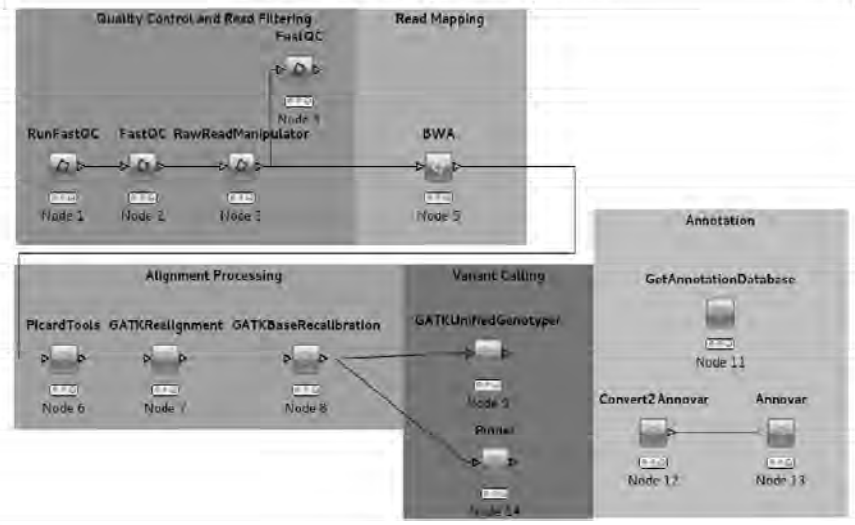 Quality Control and Read Filtering
Read Mapping
FastQC
Node 4
RunFastQC
FastQC
RawReadManipulator
BWA
Node 1
Node 2
Node 3
Node 5
Annotation
Alignment Processing
Variant Calling
GetAnnotationDatabase
PicardTools
GATKRealignment
GATKBaseRecalibration
GATKUnifiedGenotyper
Node 11
Node 6
Node 7
Node 8
Node 9
Convert2Annovar
Annovar
Pindel
Node 12
Node 13
Node 14